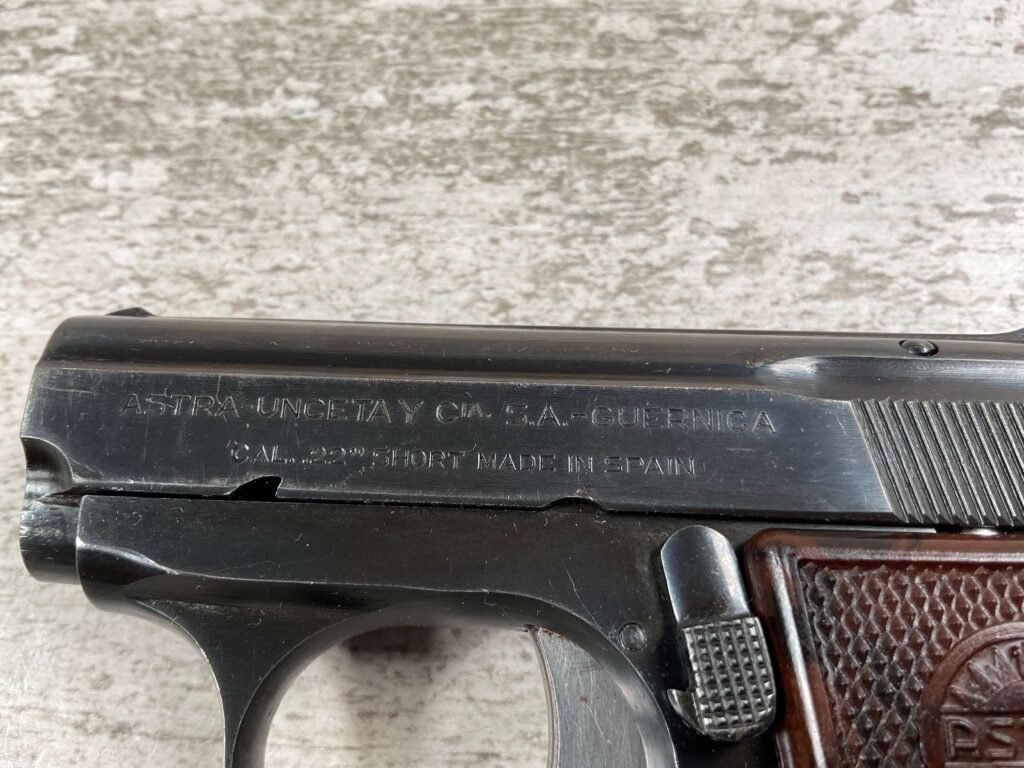 ASTRA-UNCETA Y CIA. S.A.-GUERNICA
CAL..22" SHORT MADE IN SPAIN